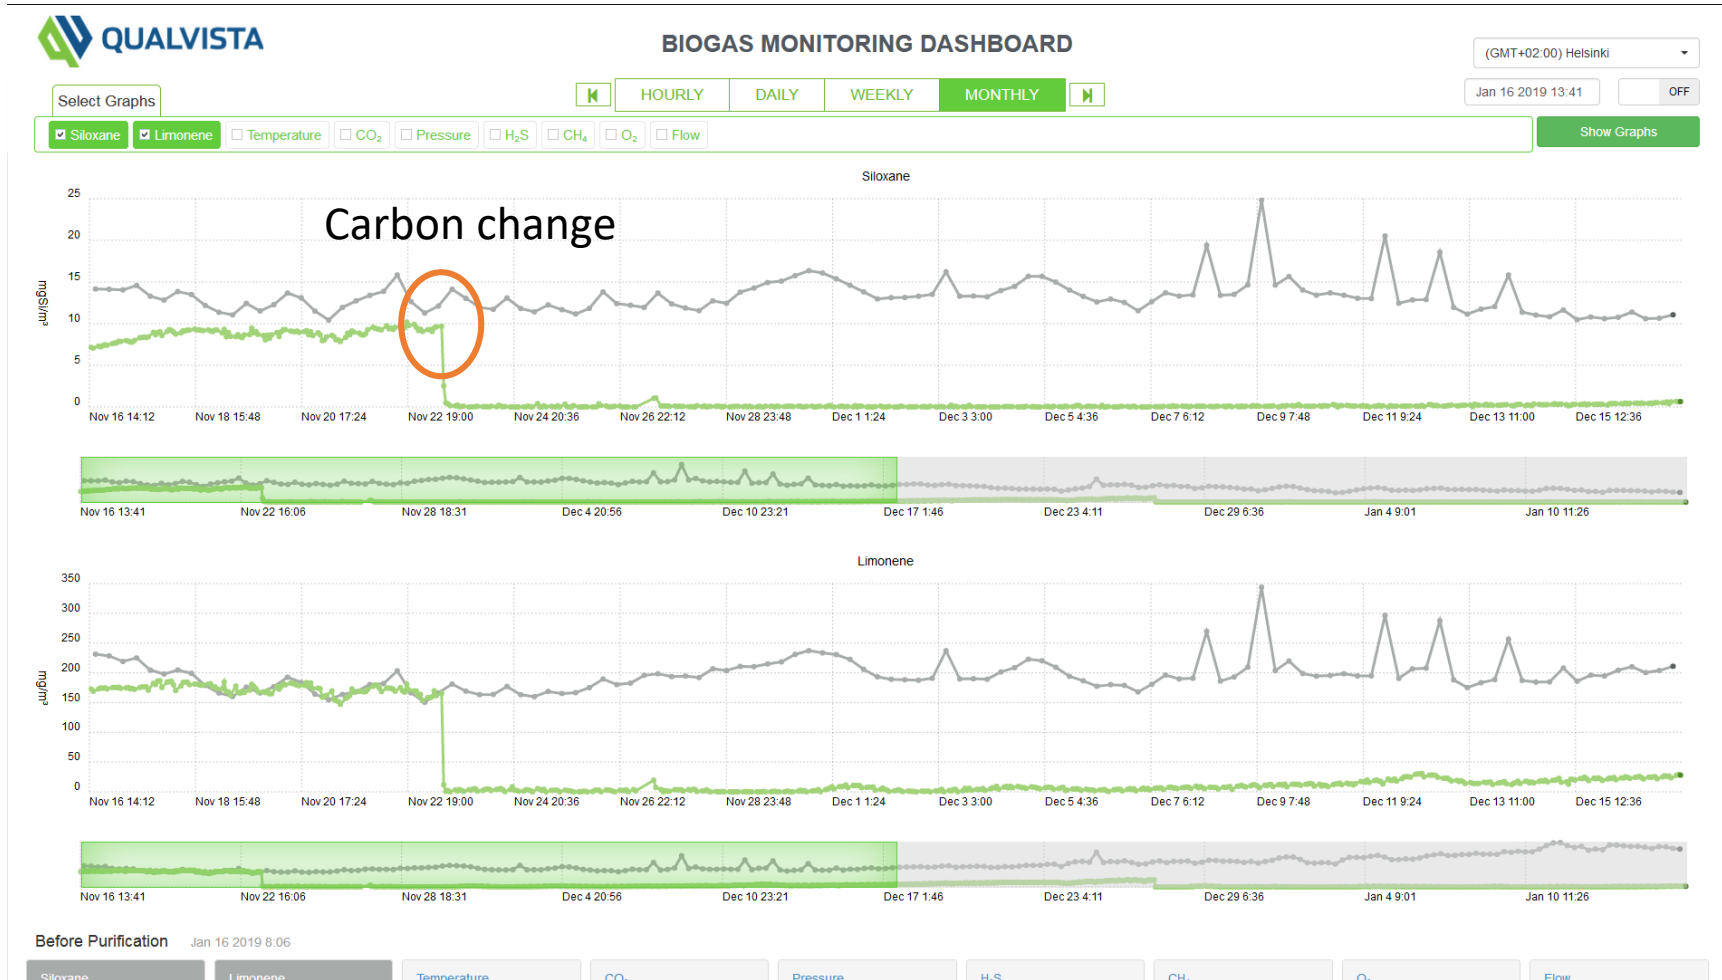 QUALVISTA
BIOGAS MONITORING DASHBOARD
(GMT+02:00) Helsinki
Select Graphs
HOURLY DAILY WEEKLY MONTHLY
Jan 16 2019 13:41 OFF
Siloxane Limonene Temperature CO₂ Pressure H₂S CH₄ O₂ Flow
Show Graphs
Siloxane
Carbon change
mgSi/m³
25
20
15
10
5
0
Nov 16 14:12 Nov 18 15:48 Nov 20 17:24 Nov 22 19:00 Nov 24 20:36 Nov 26 22:12 Nov 28 23:48 Dec 1 1:24 Dec 3 3:00 Dec 5 4:36 Dec 7 6:12 Dec 9 7:48 Dec 11 9:24 Dec 13 11:00 Dec 15 12:36
Nov 16 13:41 Nov 22 16:06 Nov 28 18:31 Dec 4 20:56 Dec 10 23:21 Dec 17 1:46 Dec 23 4:11 Dec 29 6:36 Jan 4 9:01 Jan 10 11:26
Limonene
mg/m³
350
300
250
200
150
100
50
0
Nov 16 14:12 Nov 18 15:48 Nov 20 17:24 Nov 22 19:00 Nov 24 20:36 Nov 26 22:12 Nov 28 23:48 Dec 1 1:24 Dec 3 3:00 Dec 5 4:36 Dec 7 6:12 Dec 9 7:48 Dec 11 9:24 Dec 13 11:00 Dec 15 12:36
Nov 16 13:41 Nov 22 16:06 Nov 28 18:31 Dec 4 20:56 Dec 10 23:21 Dec 17 1:46 Dec 23 4:11 Dec 29 6:36 Jan 4 9:01 Jan 10 11:26
Before Purification Jan 16 2019 8:06
Siloxane Limonene Temperature CO₂ Pressure H₂S CH₄ O₂ Flow